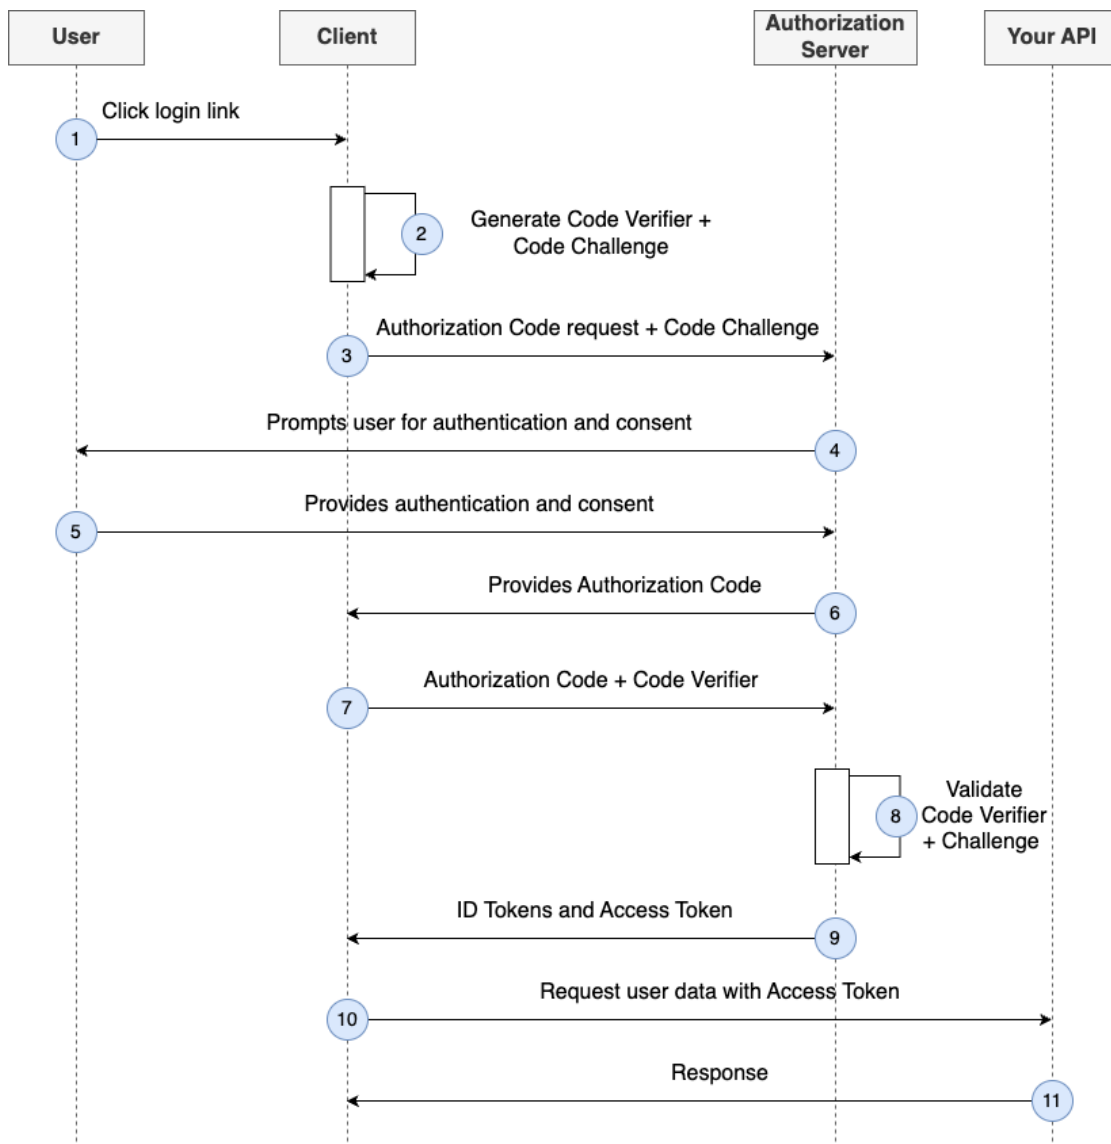 User
Client
Authorization
Server
Your API
Click login link
1
2
Generate Code Verifier +
Code Challenge
Authorization Code request + Code Challenge
3
Prompts user for authentication and consent
4
Provides authentication and consent
5
Provides Authorization Code
6
Authorization Code + Code Verifier
7
Validate
8
Code Verifier
+ Challenge
ID Tokens and Access Token
9
Request user data with Access Token
10
Response
11